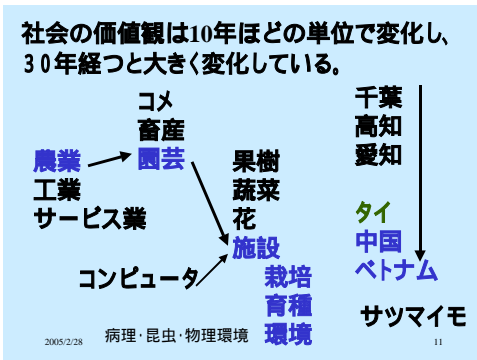 社会の価値観は10年ほどの単位で変化し、
３０年経つと大きく変化している。
コメ
畜産
園芸
農業
工業
サービス業
果樹
蔬菜
花
施設
コンピュータ
栽培
育種
環境
病理・昆虫・物理環境
千葉
高知
愛知
タイ
中国
ベトナム
サツマイモ
2005/2/28
11